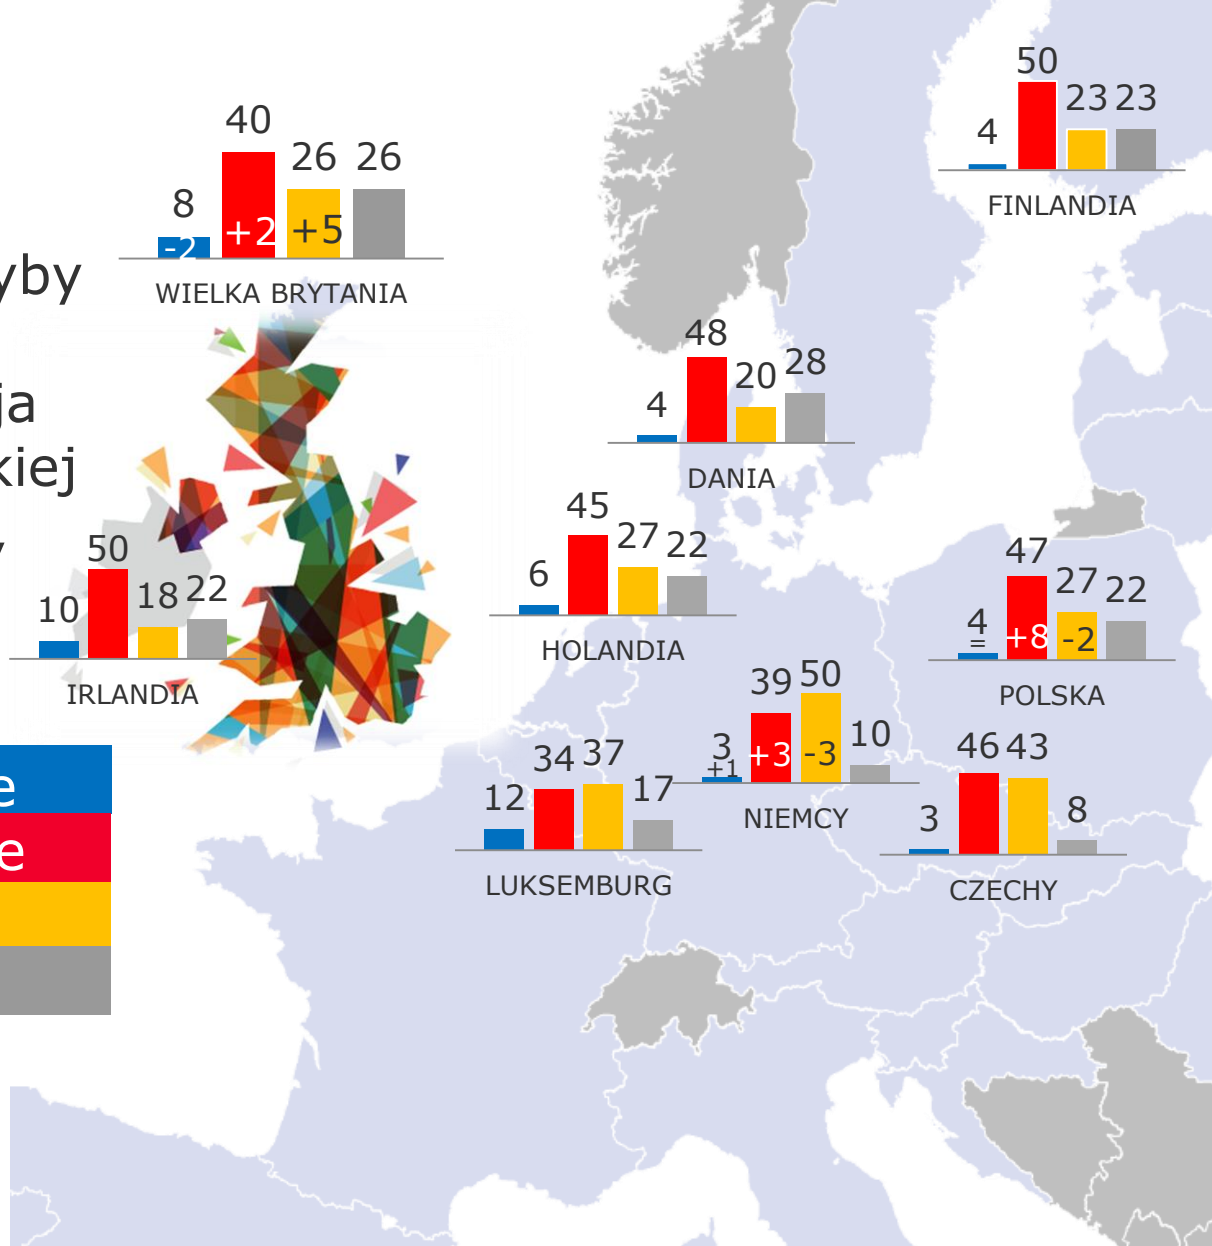 50
23 23
4
FINLANDIA
40
26 26
8
-2 +2 +5
WIELKA BRYTANIA
yby
ja
kiej
48
20 28
4
DANIA
45
27 22
6
HOLANDIA
50
18 22
10
IRLANDIA
47
27 22
4
= +8 -2
POLSKA
39 50
3 10
+1 +3 -3
NIEMCY
34 37
12 17
LUKSEMBURG
46 43
3 8
CZECHY
e
e